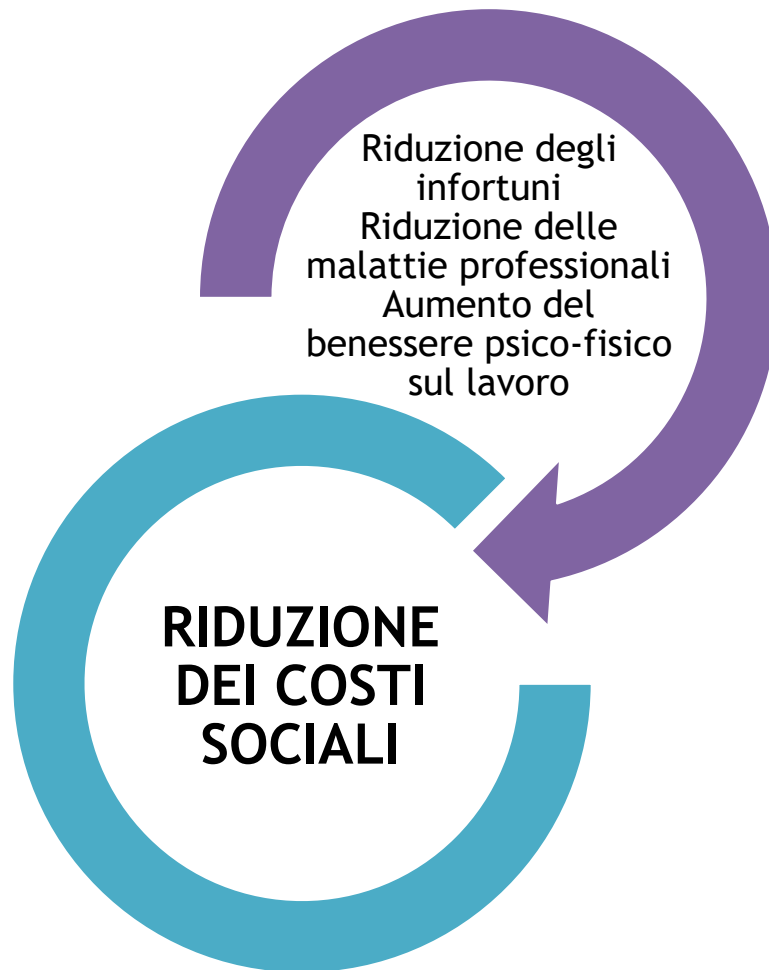 Riduzione degli
infortuni
Riduzione delle
malattie professionali
Aumento del
benessere psico-fisico
sul lavoro
RIDUZIONE
DEI COSTI
SOCIALI